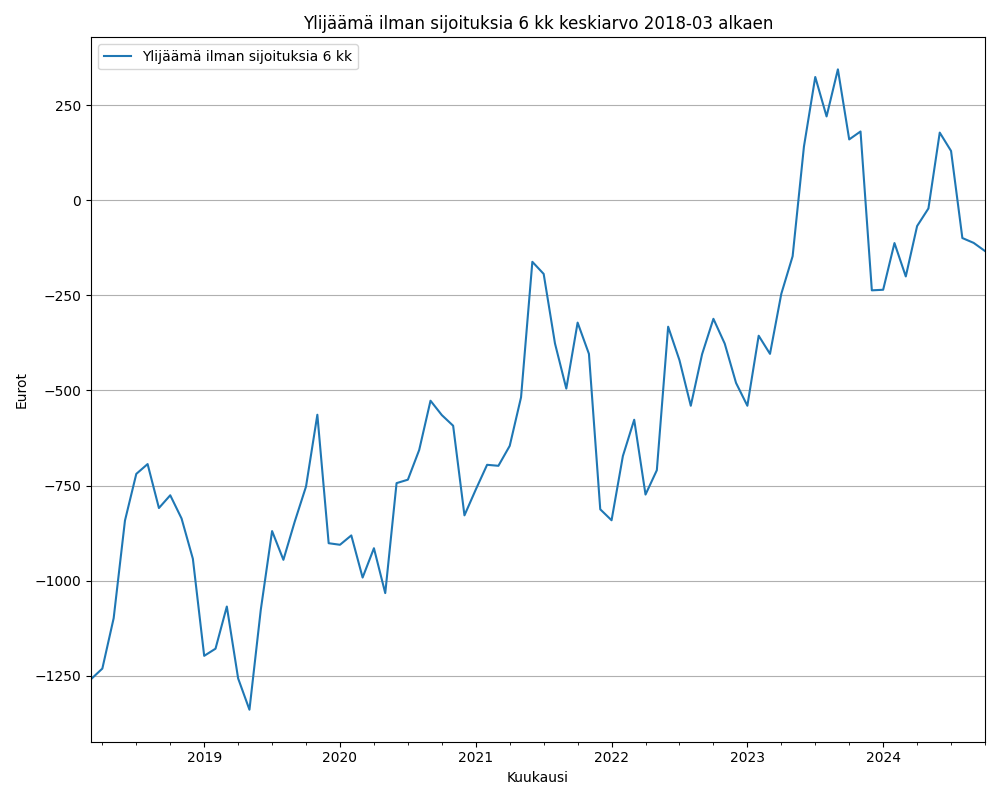 Ylijäämä ilman sijoituksia 6 kk keskiarvo 2018-03 alkaen
Ylijäämä ilman sijoituksia 6 kk
250
0
−250
−500
−750
−1000
−1250
Eurot
2019 2020 2021 2022 2023 2024
Kuukausi